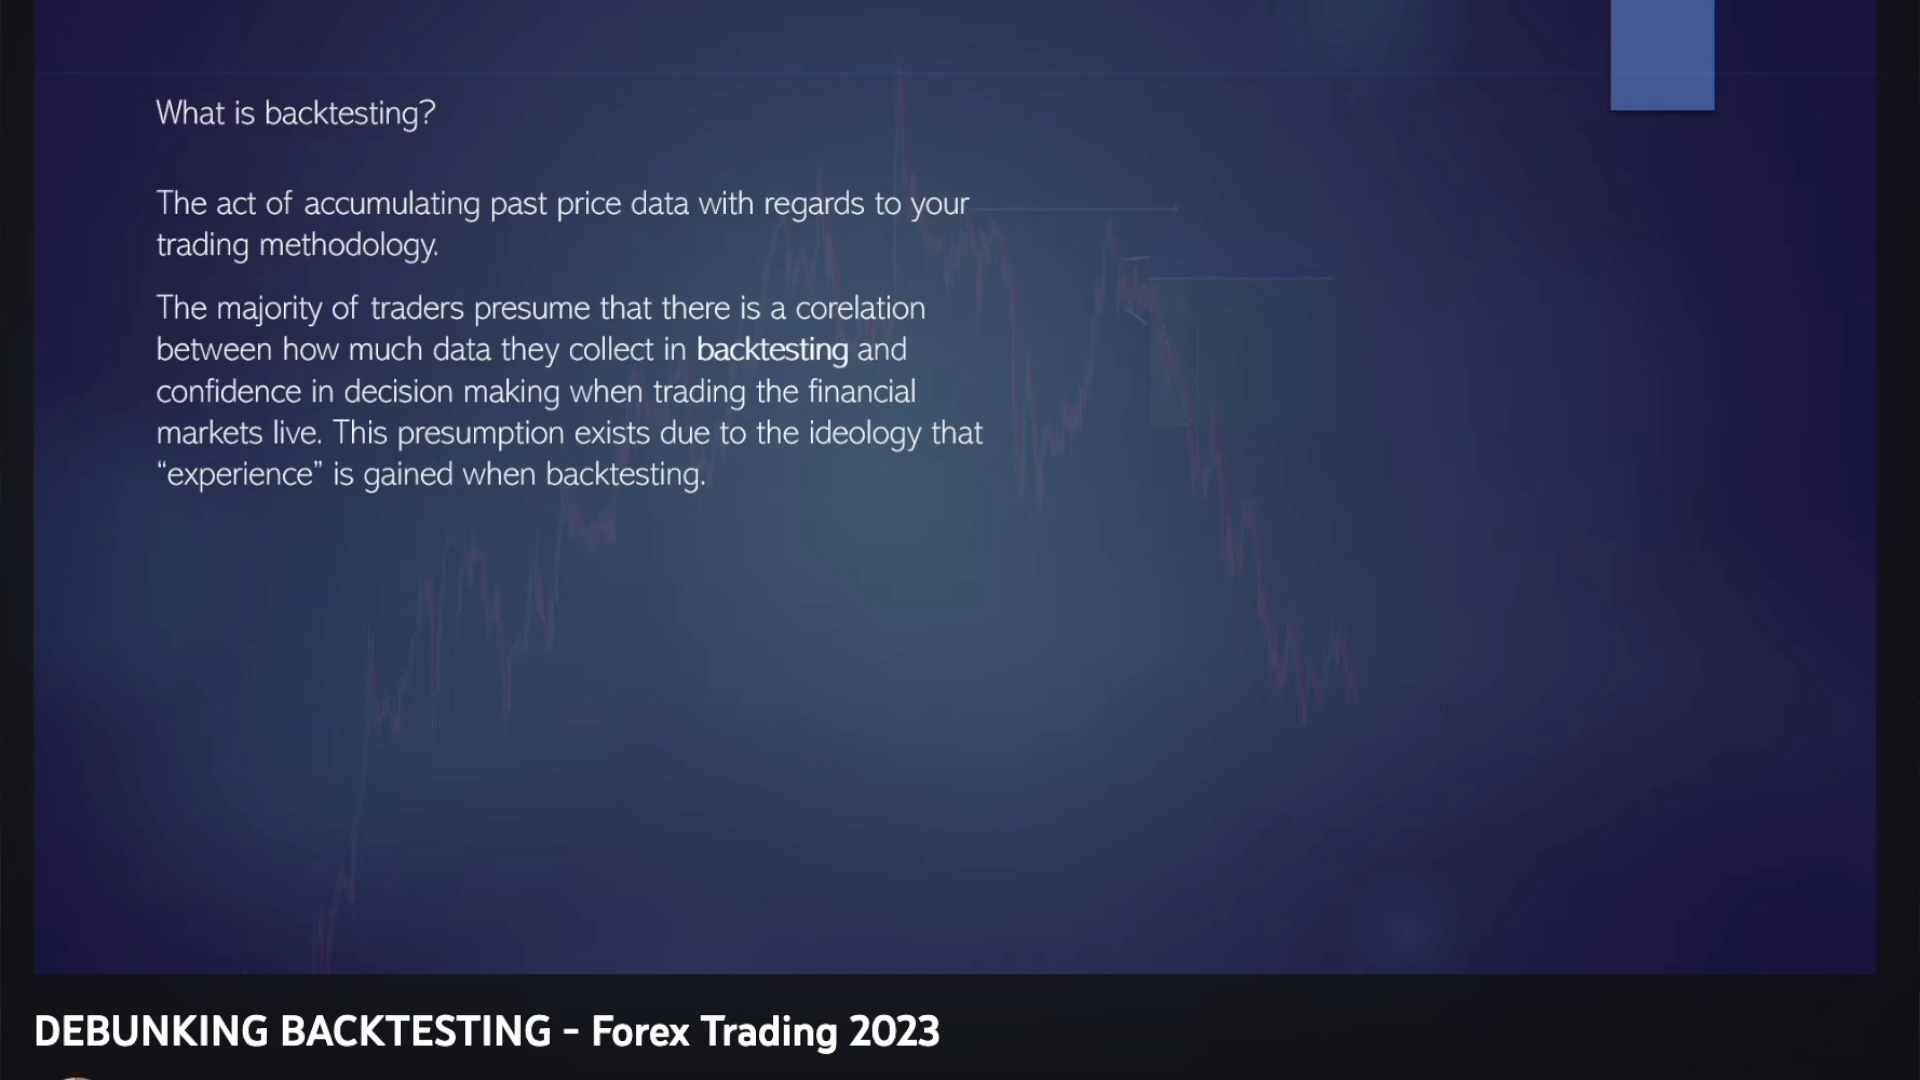 What is backtesting?
The act of accumulating past price data with regards to your
trading methodology.
The majority of traders presume that there is a corelation
between how much data they collect in backtesting and
confidence in decision making when trading the financial
markets live. This presumption exists due to the ideology that
“experience” is gained when backtesting.
DEBUNKING BACKTESTING - Forex Trading 2023